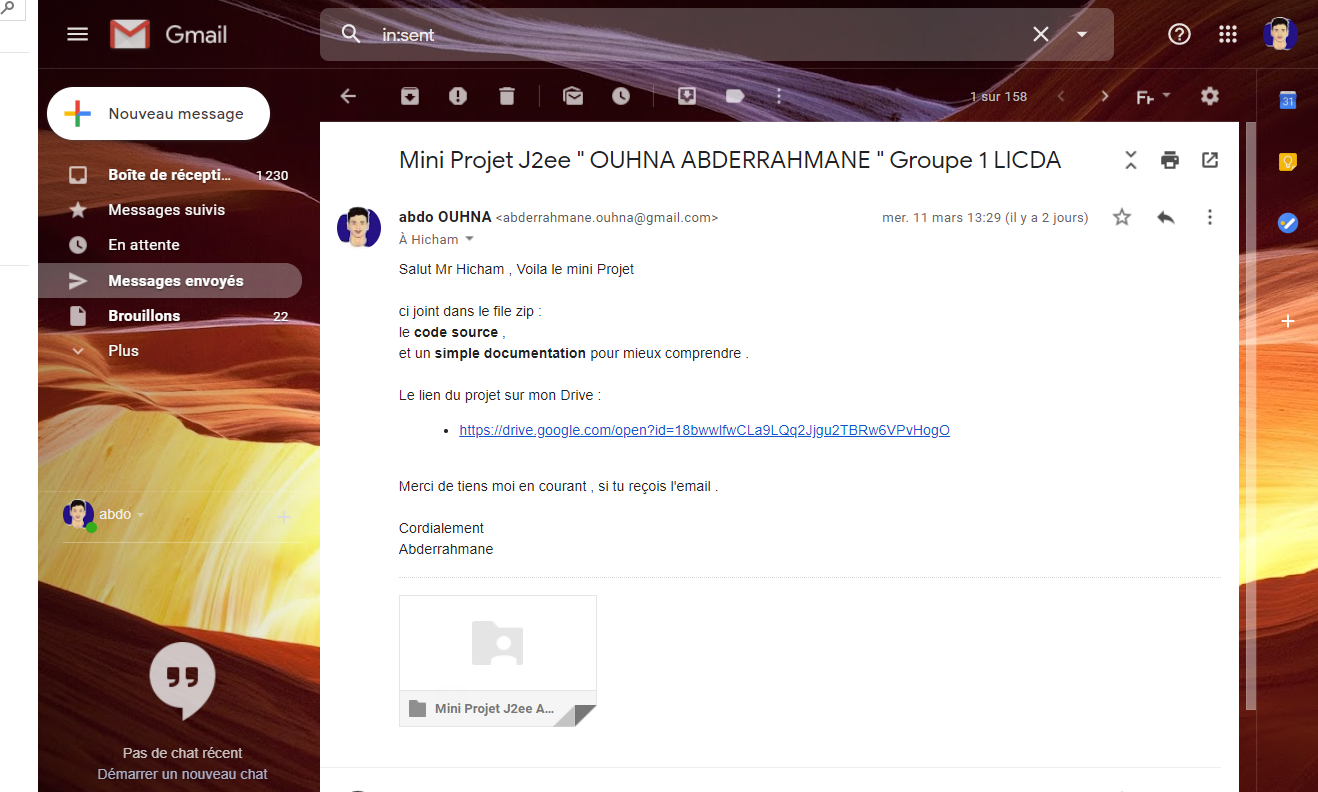 Gmail
in:sent
Nouveau message
1 sur 158
31
Boîte de récepti... 1 230
Messages suivis
En attente
Messages envoyés
Brouillons 22
Plus
abdo
Pas de chat récent
Démarrer un nouveau chat
Mini Projet J2ee " OUHNA ABDERRAHMANE " Groupe 1 LICDA
abdo OUHNA <abderrahmane.ouhna@gmail.com> mer. 11 mars 13:29 (il y a 2 jours)
À Hicham
Salut Mr Hicham , Voila le mini Projet
ci joint dans le file zip :
le code source ,
et un simple documentation pour mieux comprendre .
Le lien du projet sur mon Drive :
• https://drive.google.com/open?id=18bwwlfwCLa9LQq2Jjgu2TBRw6VPvHogO
Merci de tiens moi en courant , si tu reçois l'email .
Cordialement
Abderrahmane
Mini Projet J2ee A...